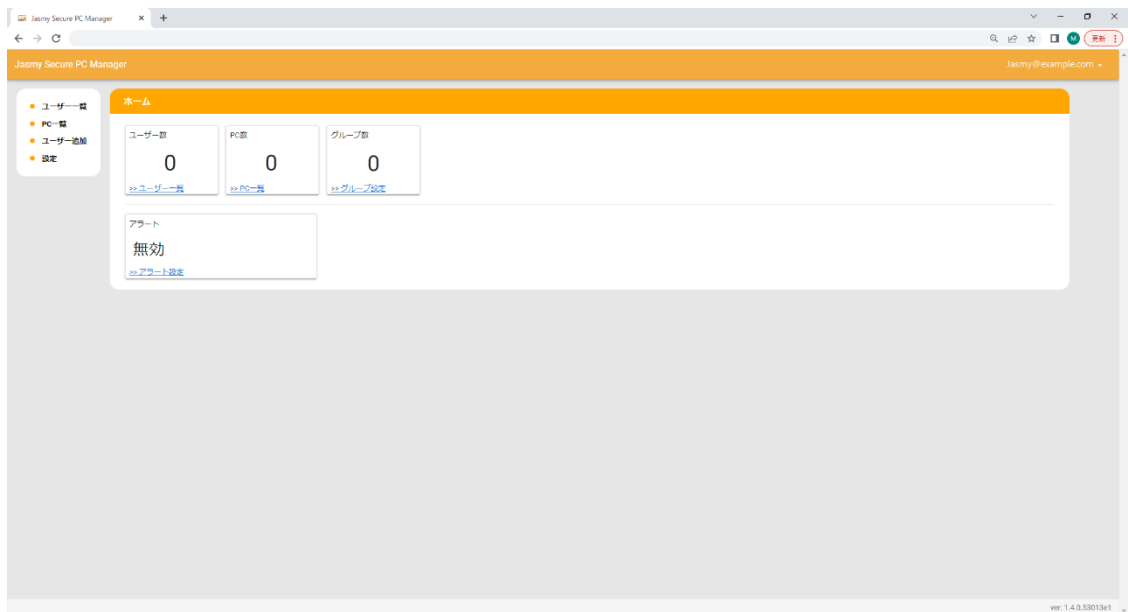 Jasmy Secure PC Manager
更新
Jasmy Secure PC Manager
Jasmy@example.com
ユーザー一覧
PC一覧
ユーザー追加
設定
ホーム
ユーザー数
0
>> ユーザー一覧
PC数
0
>> PC一覧
グループ数
0
>> グループ設定
アラート
無効
>> アラート設定
ver: 1.4.0.53013e1